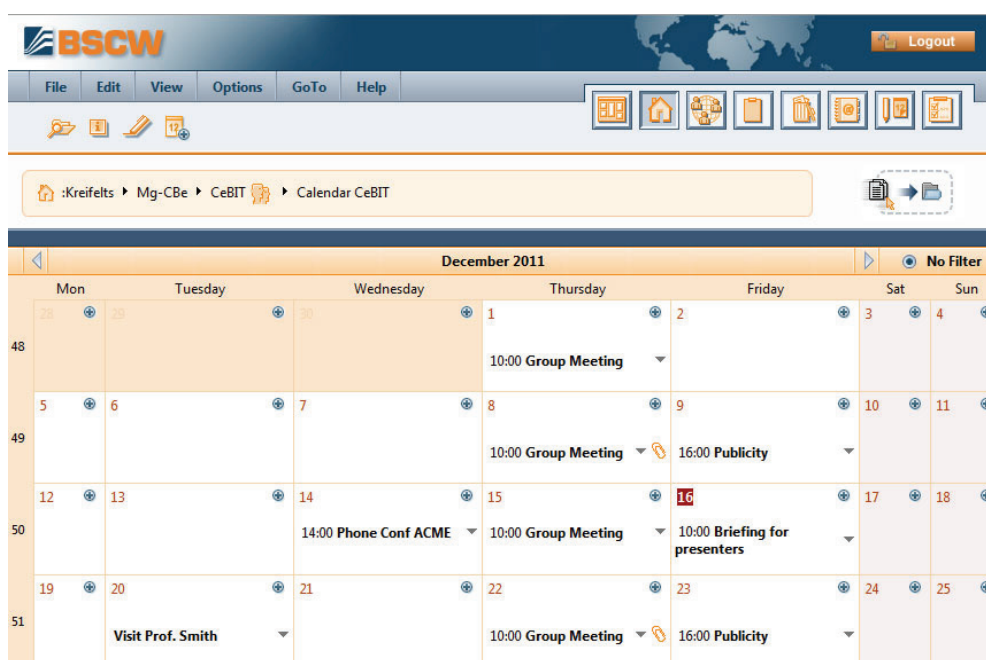 BSCW
Logout
File Edit View Options GoTo Help
:Kreifelts Mg-CBe CeBIT Calendar CeBIT
December 2011 No Filter
Mon Tuesday Wednesday Thursday Friday Sat Sun
28 29 30 1 2 3 4
48
10:00 Group Meeting
5 6 7 8 9 10 11
49
10:00 Group Meeting 16:00 Publicity
12 13 14 15 16 17 18
50
14:00 Phone Conf ACME 10:00 Group Meeting 10:00 Briefing for
presenters
19 20 21 22 23 24 25
51
Visit Prof. Smith 10:00 Group Meeting 16:00 Publicity